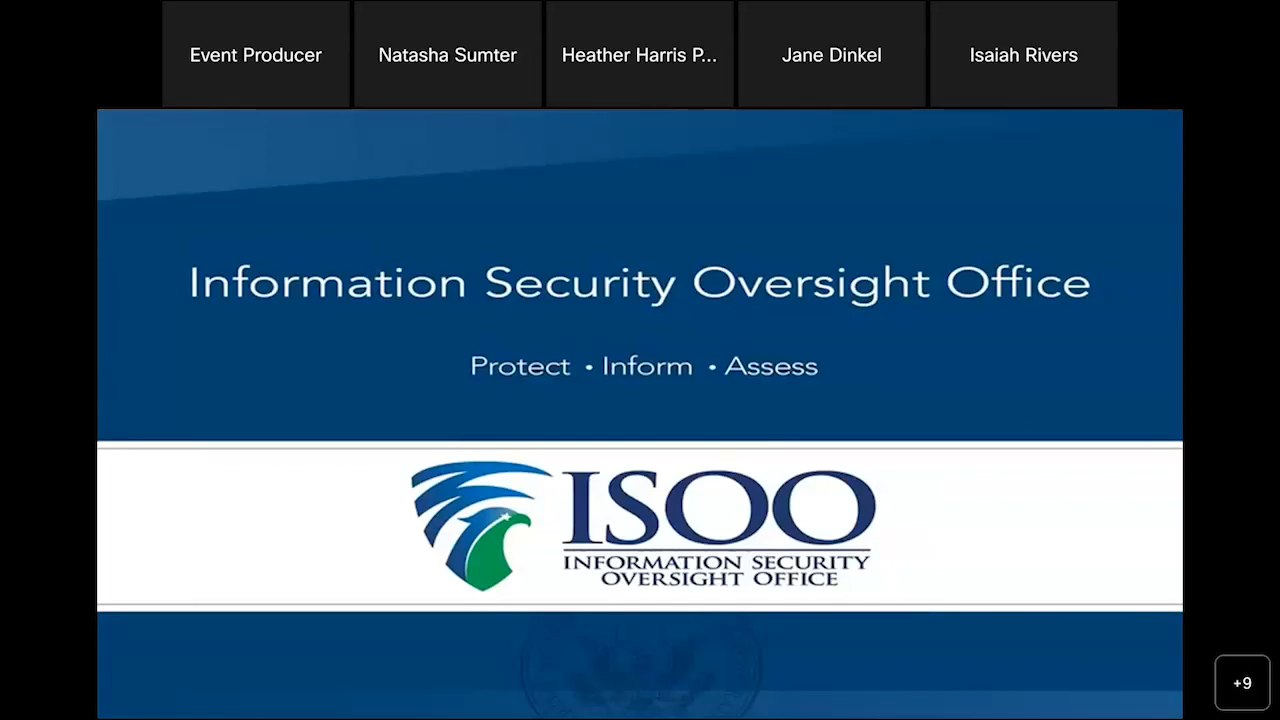 Event Producer
Natasha Sumter
Heather Harris P...
Jane Dinkel
Isaiah Rivers
Information Security Oversight Office
Protect • Inform • Assess
ISOO
INFORMATION SECURITY
OVERSIGHT OFFICE
+9